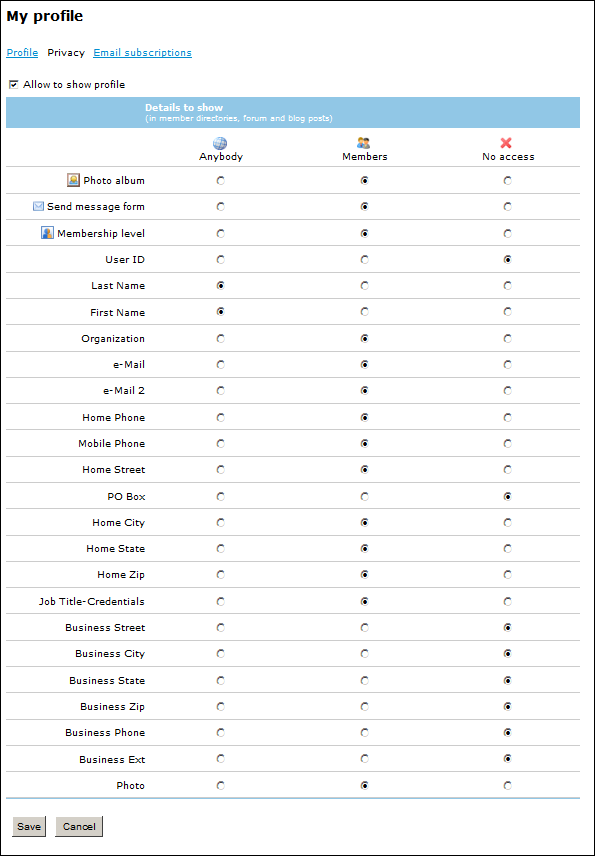 My profile
Profile Privacy Email subscriptions
Allow to show profile
Details to show
(in member directories, forum and blog posts)
Anybody Members No access
Photo album
Send message form
Membership level
User ID
Last Name
First Name
Organization
e-Mail
e-Mail 2
Home Phone
Mobile Phone
Home Street
PO Box
Home City
Home State
Home Zip
Job Title-Credentials
Business Street
Business City
Business State
Business Zip
Business Phone
Business Ext
Photo
Save Cancel